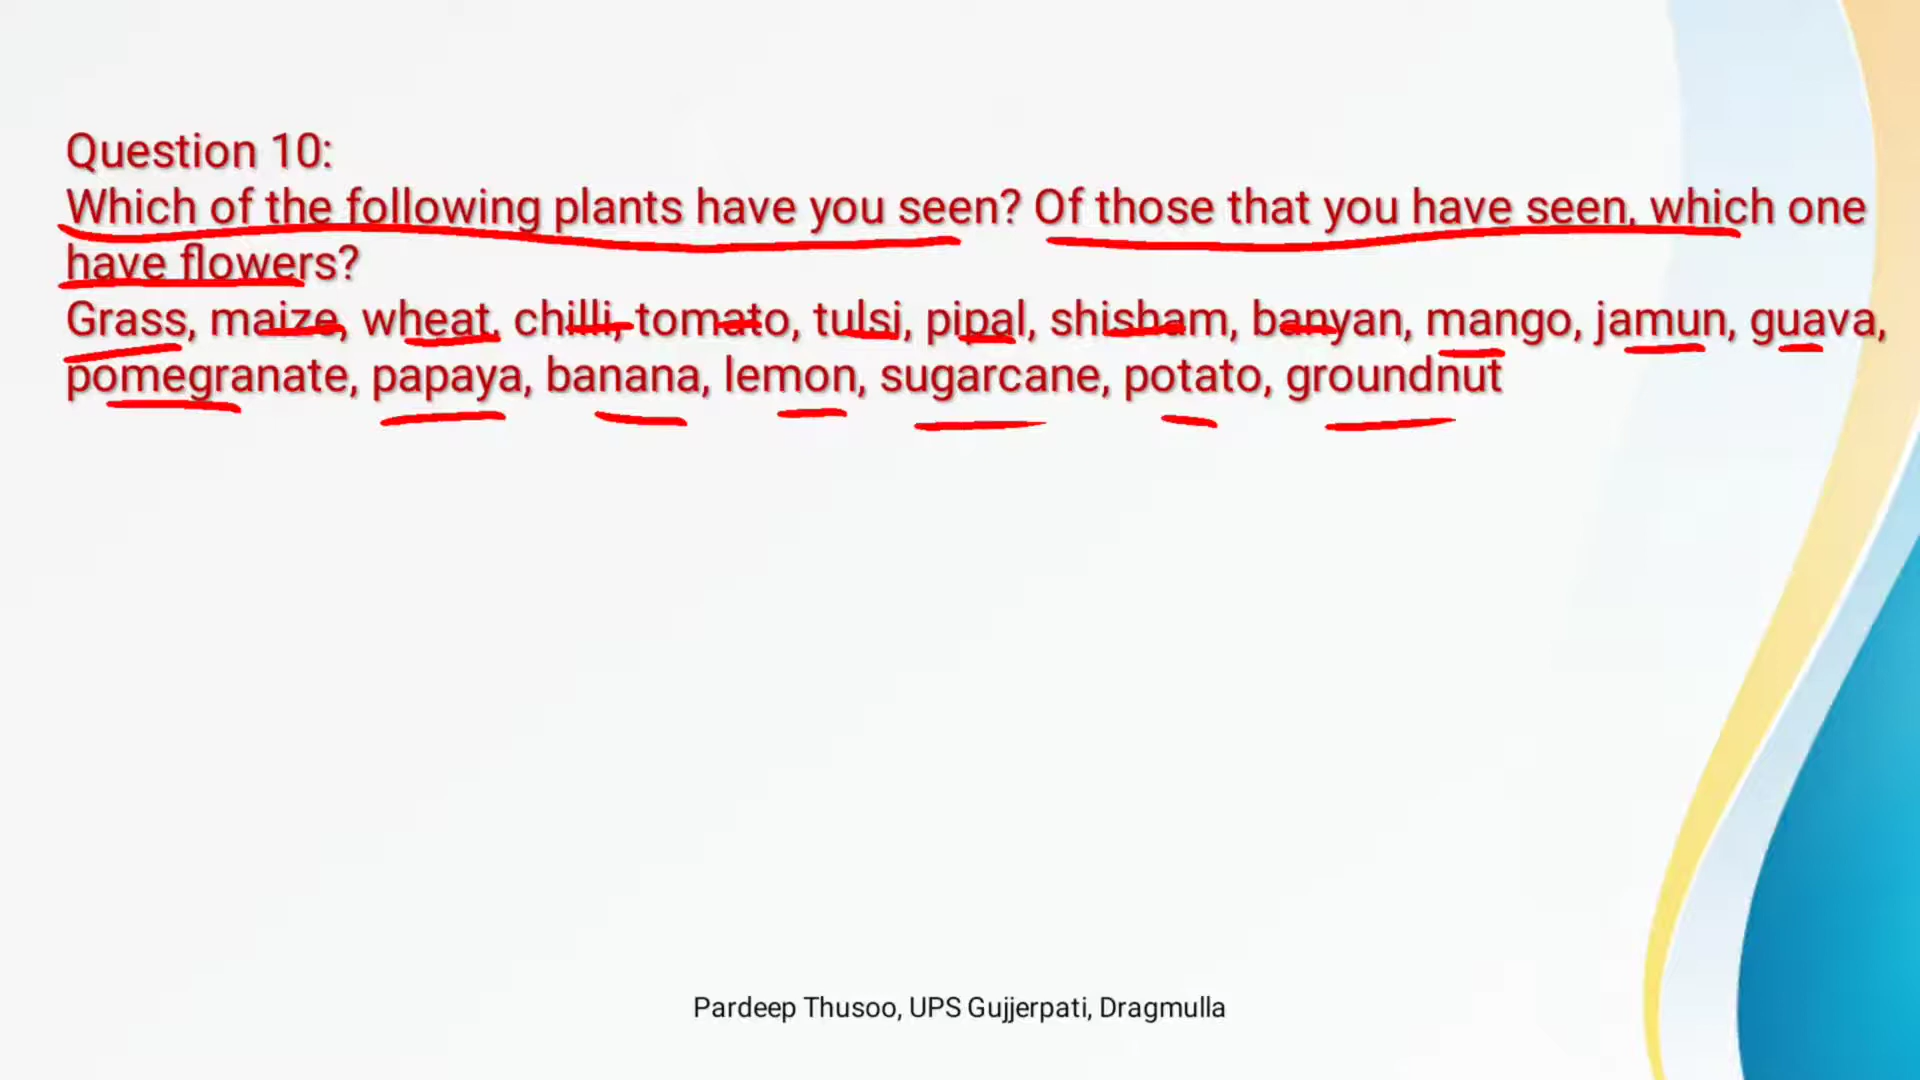 Question 10:
Which of the following plants have you seen? Of those that you have seen, which one
have flowers?
Grass, maize, wheat, chilli, tomato, tulsi, pipal, shisham, banyan, mango, jamun, guava,
pomegranate, papaya, banana, lemon, sugarcane, potato, groundnut
Pardeep Thusoo, UPS Gujjerpati, Dragmulla